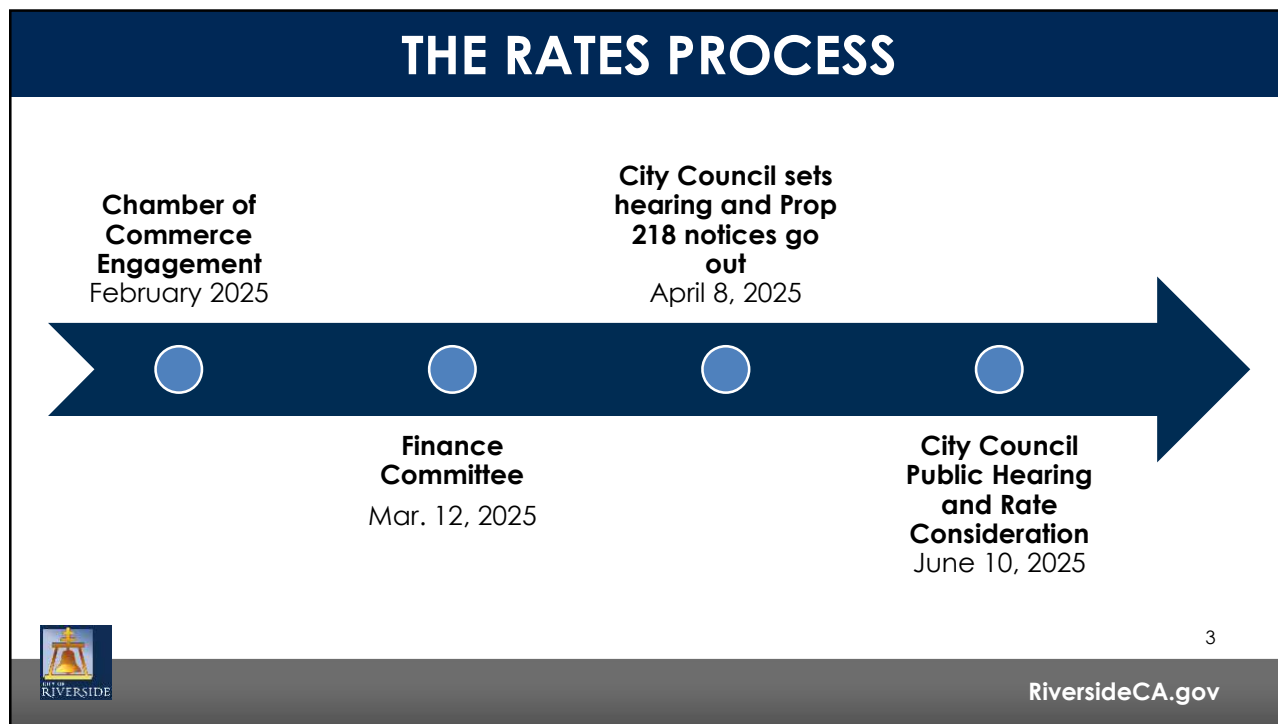 THE RATES PROCESS
Chamber of
Commerce
Engagement
February 2025
Finance
Committee
Mar. 12, 2025
City Council sets
hearing and Prop
218 notices go
out
April 8, 2025
City Council
Public Hearing
and Rate
Consideration
June 10, 2025
3
CITY OF
RIVERSIDE
RiversideCA.gov